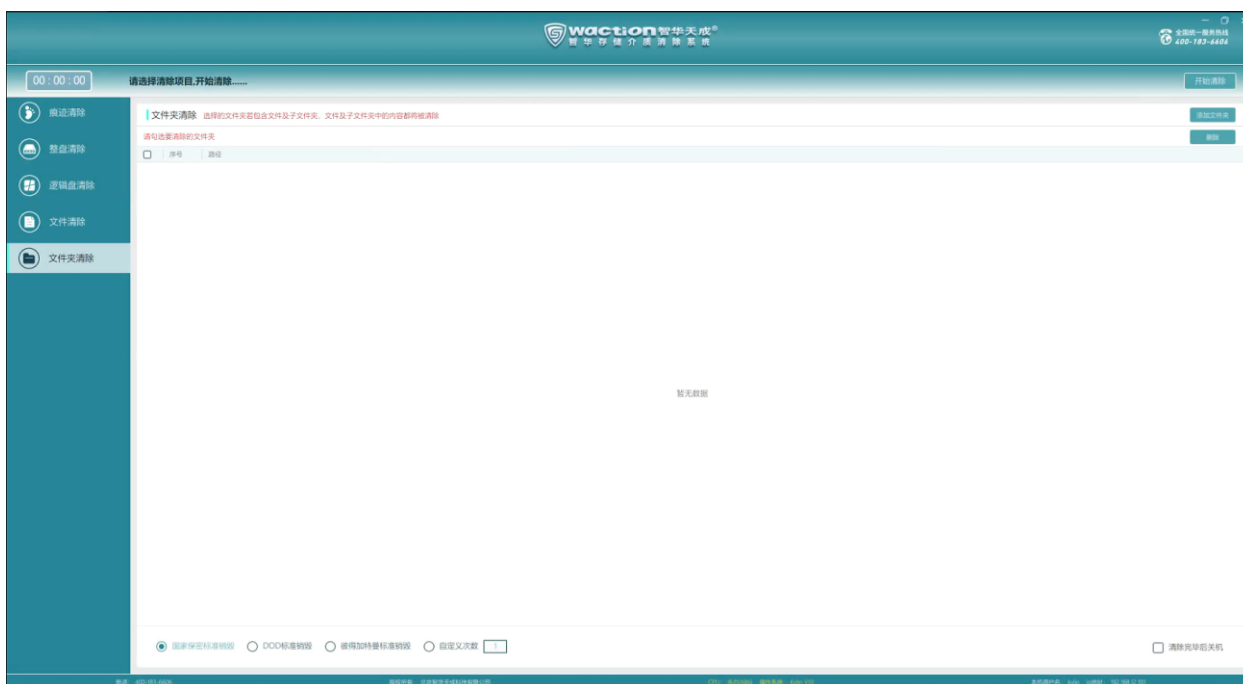 waction智华天成®
智华存储介质消除系统
全国统一服务热线
400-183-6606
00:00:00
请选择清除项目,开始清除......
开始清除
痕迹清除
整盘清除
逻辑盘清除
文件清除
文件夹清除
文件夹清除 选择的文件夹若包含文件及子文件夹、文件及子文件夹中的内容都将被清除
添加文件夹
请勾选要清除的文件夹
删除
序号 路径
暂无数据
国家保密标准销毁 DOD标准销毁 彼得加特曼标准销毁 自定义次数 1
清除完毕后关机
400-183-6606